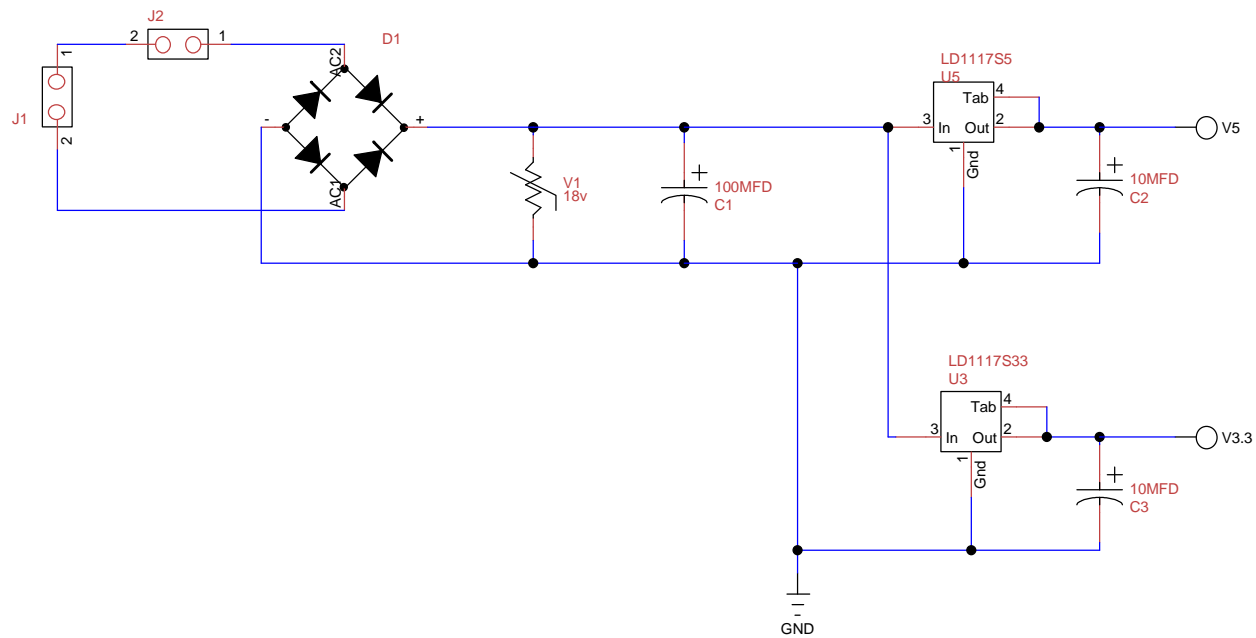 J2
2
1
D1
1
J1
2
AC2
-
+
AC1
V1
18v
+
100MFD
C1
LD1117S5
U5
Tab
4
3
In
Out
2
1
Gnd
V5
+
10MFD
C2
LD1117S33
U3
Tab
4
3
In
Out
2
1
Gnd
V3.3
+
10MFD
C3
GND